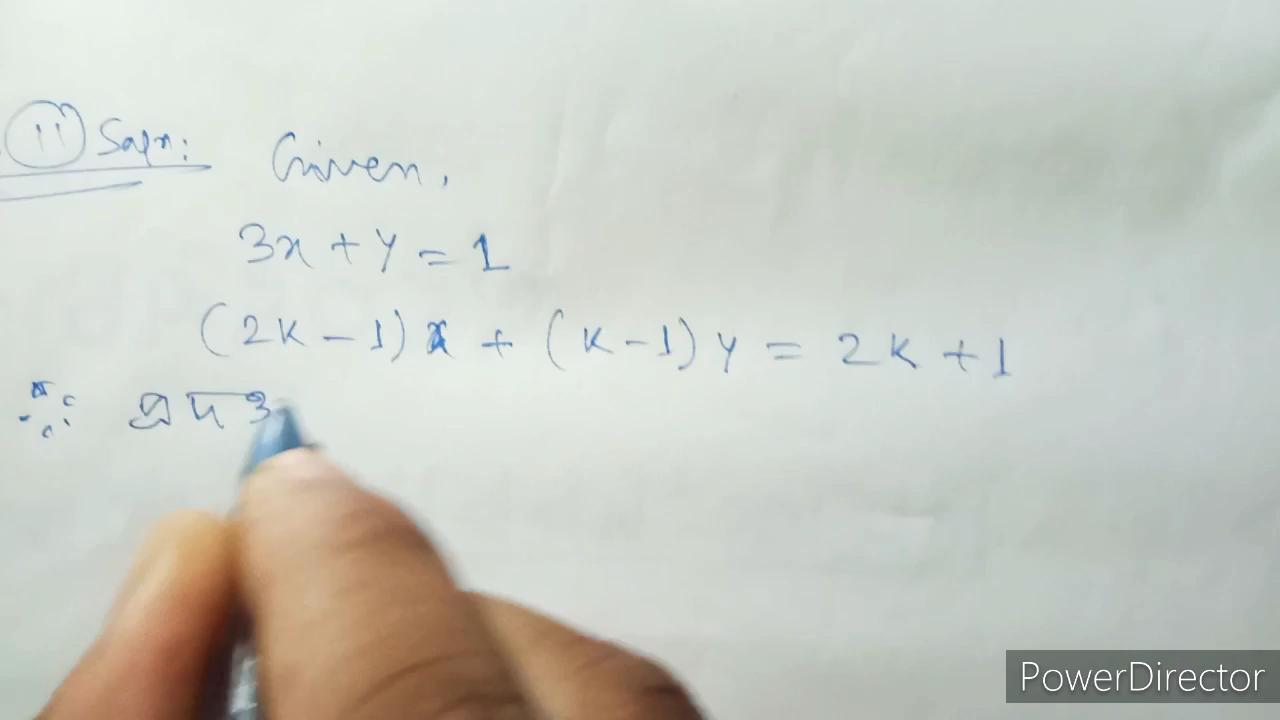 11 Soln:
Given,
3x + y = 1
(2k - 1)x + (k - 1)y = 2k + 1
∵
PowerDirector